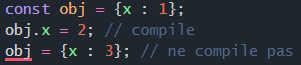 const obj = {x : 1};
obj.x = 2; // compile
obj = {x : 3}; // ne compile pas